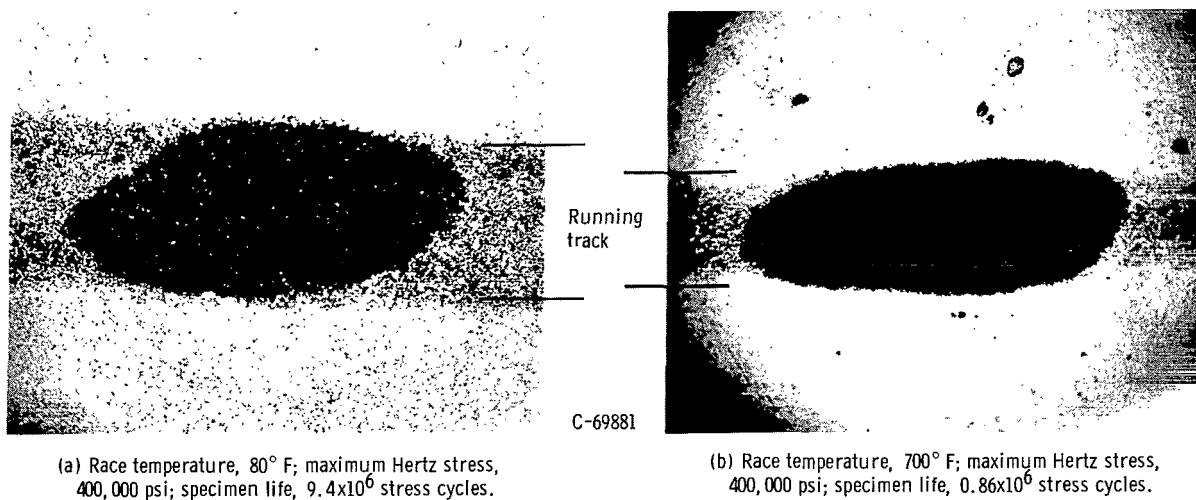 Running
track
C-69881
(a) Race temperature, 80° F; maximum Hertz stress,
400,000 psi; specimen life, 9.4x10⁶ stress cycles.
(b) Race temperature, 700° F; maximum Hertz stress,
400,000 psi; specimen life, 0.86x10⁶ stress cycles.